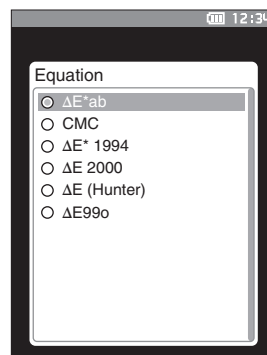 12:34
Equation
ΔE*ab
CMC
ΔE* 1994
ΔE 2000
ΔE (Hunter)
ΔE99o